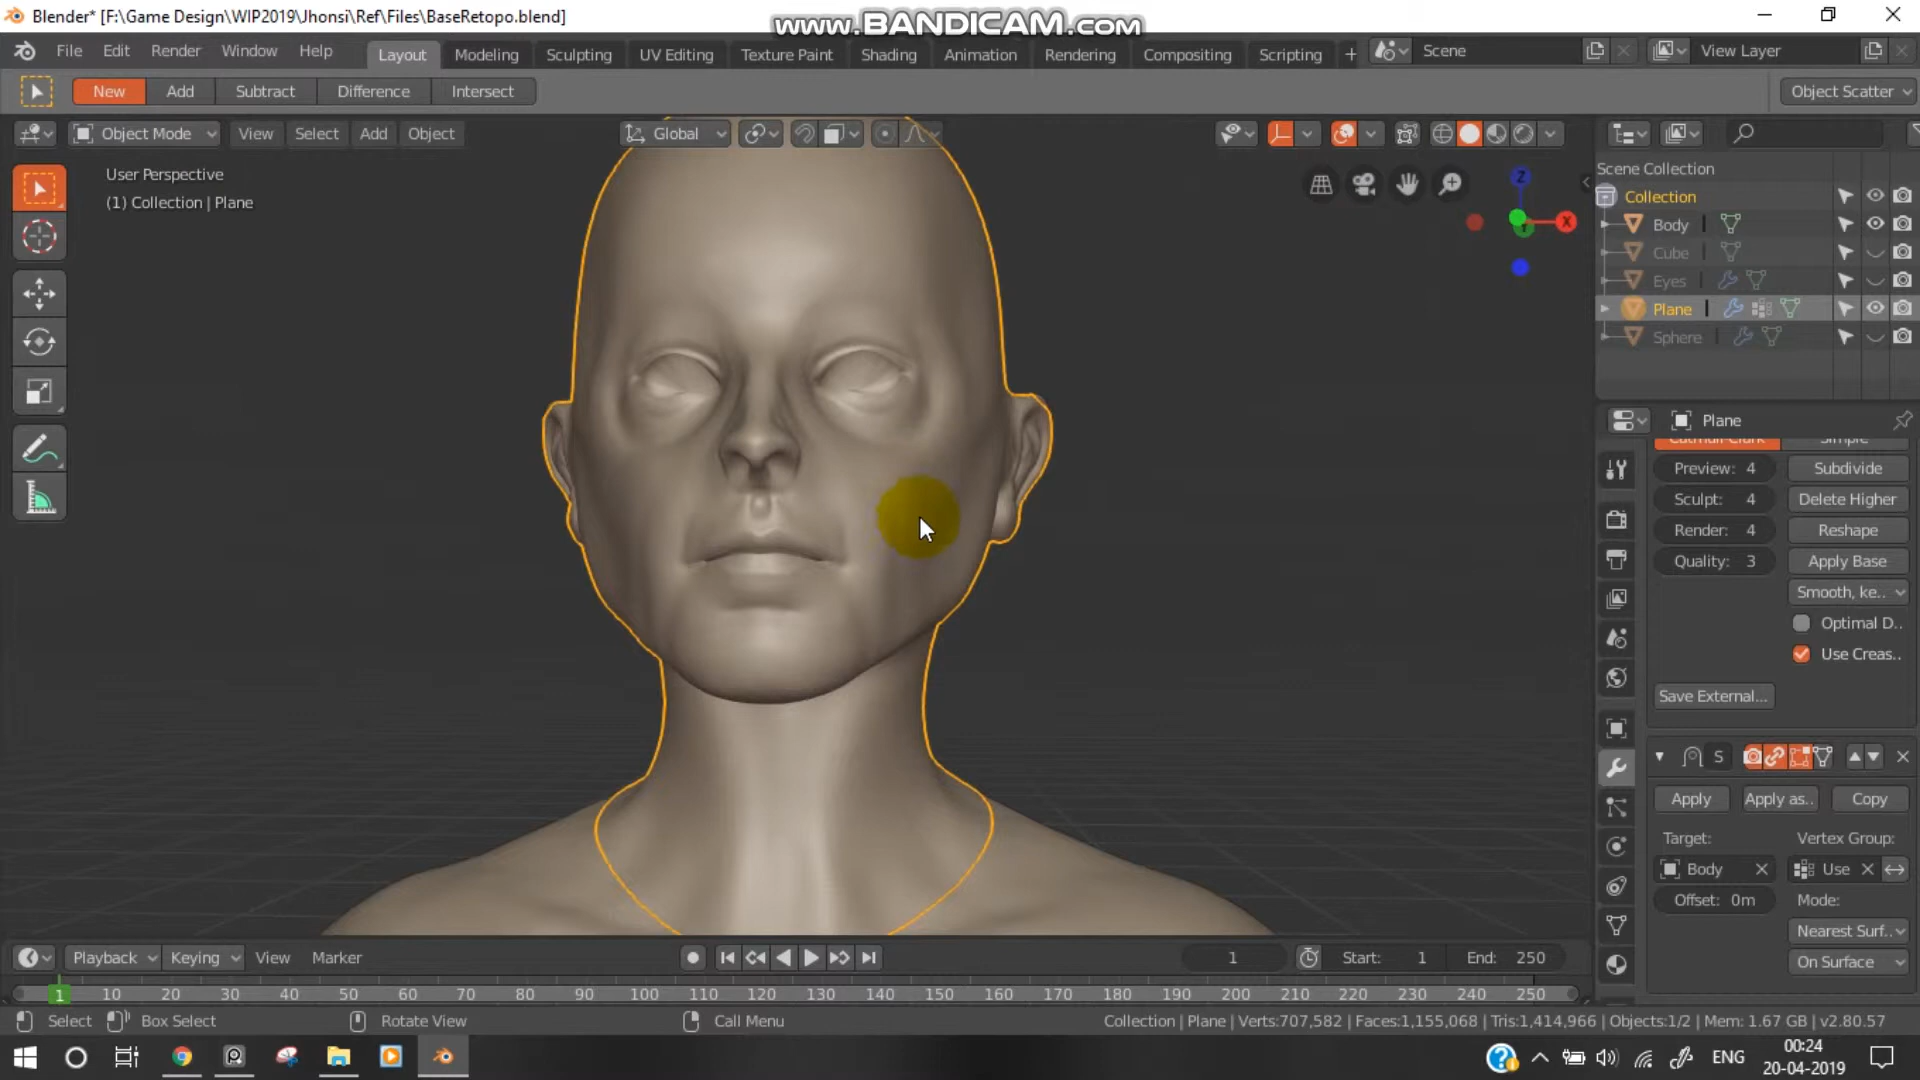 Blender* [F:\Game Design\WIP2019\Jhonsi\Ref\Files\BaseRetopo.blend]
www.BANDICAM.com
File Edit Render Window Help Layout Modeling Sculpting UV Editing Texture Paint Shading Animation Rendering Compositing Scripting + Scene View Layer
New Add Subtract Difference Intersect Object Scatter
Object Mode View Select Add Object Global
User Perspective
(1) Collection | Plane
Z
X
Y
Scene Collection
Collection
Body
Cube
Eyes
Plane
Sphere
Plane
Catmull-Clark Simple
Preview: 4 Subdivide
Sculpt: 4 Delete Higher
Render: 4 Reshape
Quality: 3 Apply Base
Smooth, ke..
Optimal D..
Use Creas..
Save External...
S
Apply Apply as.. Copy
Target: Vertex Group:
Body Use
Offset: 0m Mode:
Nearest Surf..
On Surface
Playback Keying View Marker 1 Start: 1 End: 250
1 10 20 30 40 50 60 70 80 90 100 110 120 130 140 150 160 170 180 190 200 210 220 230 240 250
Select Box Select Rotate View Call Menu Collection | Plane | Verts:707,582 | Faces:1,155,068 | Tris:1,414,966 | Objects:1/2 | Mem: 1.67 GB | v2.80.57
ENG
00:24
20-04-2019